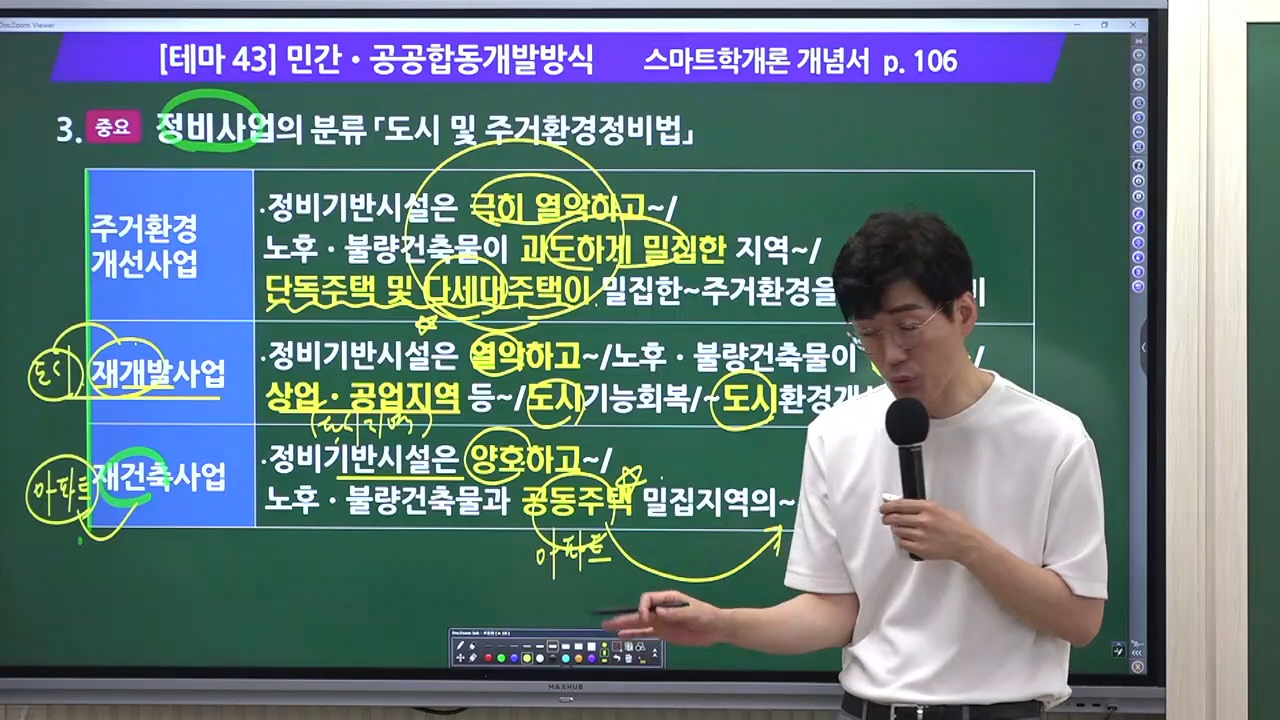 DocZoom Viewer
[테마 43] 민간・공공합동개발방식 스마트학개론 개념서 p. 106
3. 중요 정비사업의 분류 「도시 및 주거환경정비법」
주거환경
개선사업
·정비기반시설은 극히 열악하고~/
노후・불량건축물이 과도하게 밀집한 지역~/
단독주택 및 다세대주택이 밀집한~주거환경을
도시 재개발사업
·정비기반시설은 열악하고~/노후・불량건축물이
상업・공업지역 등~/도시기능회복/~도시환경개
(도시지역)
아파트 재건축사업
·정비기반시설은 양호하고~/
노후・불량건축물과 공동주택 밀집지역의~
아파트
MAXHUB